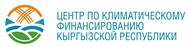 ЦЕНТР ПО КЛИМАТИЧЕСКОМУ
ФИНАНСИРОВАНИЮ
КЫРГЫЗСКОЙ РЕСПУБЛИКИ